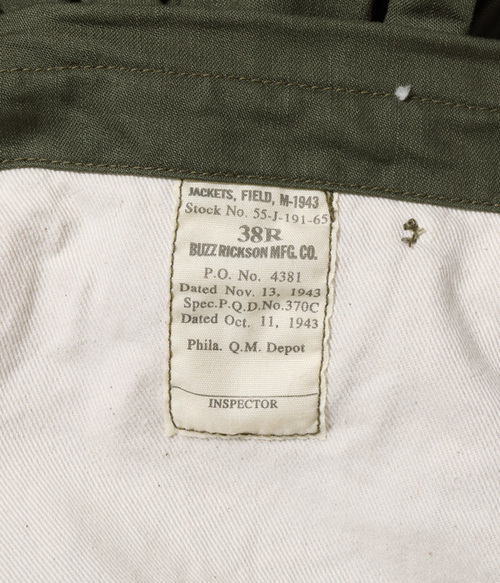 JACKETS, FIELD, M-1943
Stock No. 55-J-191-65
38R
BUZZ RICKSON MFG. CO.
P.O. No. 4381
Dated Nov. 13, 1943
Spec.P.Q.D.No.370C
Dated Oct. 11, 1943
Phila. Q.M. Depot
INSPECTOR